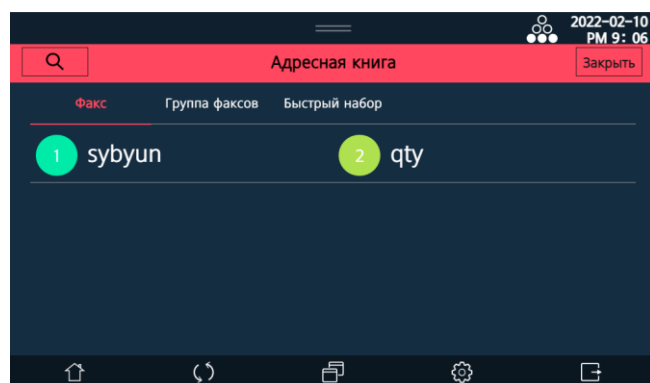 2022-02-10
PM 9: 06
Адресная книга
Закрыть
Факс Группа факсов Быстрый набор
1 sybyun 2 qty